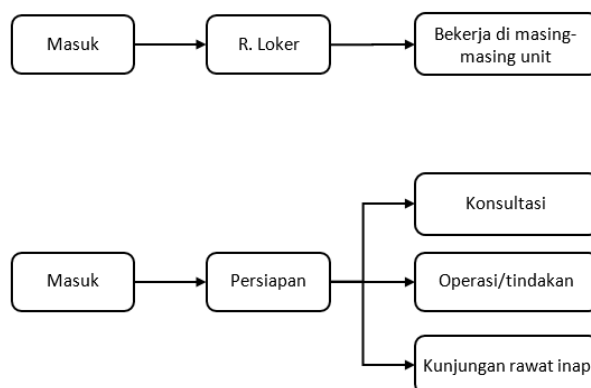 Masuk
R. Loker
Bekerja di masing-
masing unit
Konsultasi
Masuk
Persiapan
Operasi/tindakan
Kunjungan rawat inap